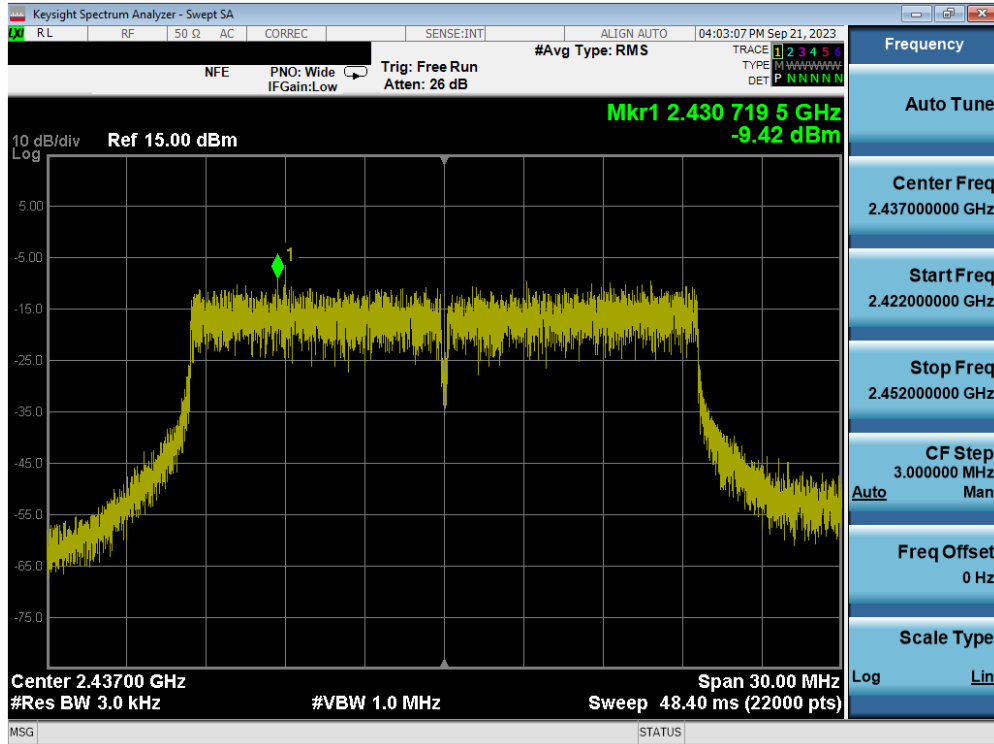 Keysight Spectrum Analyzer - Swept SA
LXI RL RF 50 Ω AC CORREC SENSE:INT ALIGN AUTO 04:03:07 PM Sep 21, 2023
#Avg Type: RMS TRACE 1 2 3 4 5 6
NFE PNO: Wide Trig: Free Run TYPE M WWWWW
IFGain:Low Atten: 26 dB DET P N N N N N
Mkr1 2.430 719 5 GHz
10 dB/div Ref 15.00 dBm -9.42 dBm
Log
5.00
-5.00
1
-15.0
-25.0
-35.0
-45.0
-55.0
-65.0
-75.0
Center 2.43700 GHz Span 30.00 MHz
#Res BW 3.0 kHz #VBW 1.0 MHz Sweep 48.40 ms (22000 pts)
MSG STATUS
Frequency
Auto Tune
Center Freq
2.437000000 GHz
Start Freq
2.422000000 GHz
Stop Freq
2.452000000 GHz
CF Step
3.000000 MHz
Auto Man
Freq Offset
0 Hz
Scale Type
Log Lin